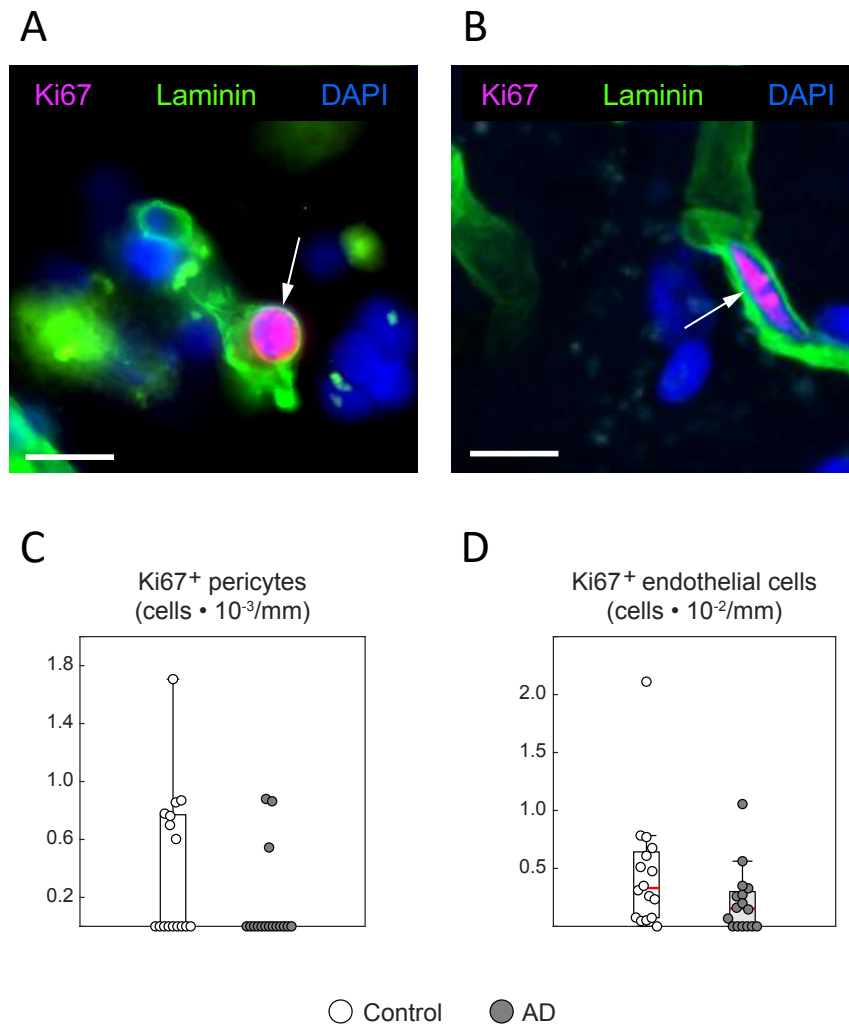 A
B
Ki67 Laminin DAPI
Ki67 Laminin DAPI
C
D
Ki67⁺ pericytes
(cells • 10⁻³/mm)
Ki67⁺ endothelial cells
(cells • 10⁻²/mm)
1.8
1.4
1.0
0.6
0.2
2.0
1.5
1.0
0.5
Control AD